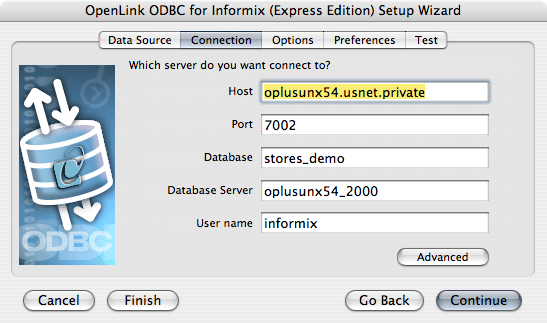 OpenLink ODBC for Informix (Express Edition) Setup Wizard
Data Source Connection Options Preferences Test
Which server do you want to connect to?
Host oplusunx54.usnet.private
Port 7002
Database stores_demo
Database Server oplusunx54_2000
User name informix
ODBC
Advanced
Cancel Finish Go Back Continue